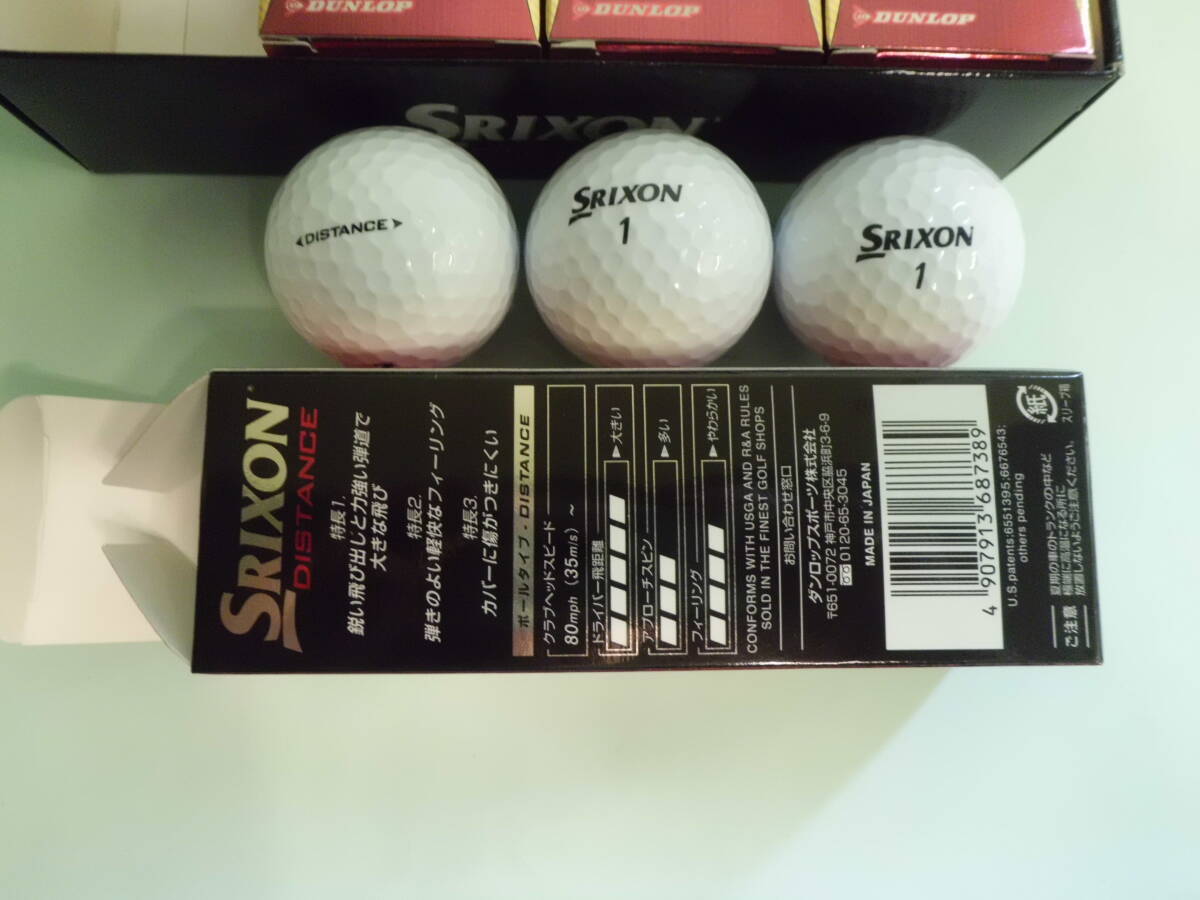 DUNLOP
DUNLOP
DUNLOP
SRIXON
DISTANCE
SRIXON
1
SRIXON
1
SRIXON
DISTANCE
特長1.
鋭い飛び出しと力強い弾道で
大きな飛び
特長2.
弾きのよい軽快なフィーリング
特長3.
カバーに傷がつきにくい
ボールタイプ・DISTANCE
クラブヘッドスピード
80mph（35m/s）～
ドライバー飛距離
▶大きい
アプローチスピン
▶多い
フィーリング
▶やわらかい
CONFORMS WITH USGA AND R&A RULES
SOLD IN THE FINEST GOLF SHOPS
お問い合わせ窓口
ダンロップスポーツ株式会社
〒651-0072 神戸市中央区脇浜町3-6-9
0120-65-3045
MADE IN JAPAN
4 907913 687389
U.S.patents:6551395,6676543;
others pending
ご注意
夏期の車のトランクの中など
極端に高温になる所に
放置しないようご注意ください。
紙
スリーブ箱